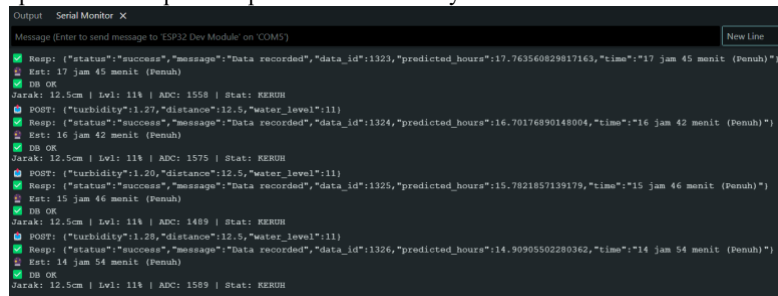 Output Serial Monitor ×
Message (Enter to send message to 'ESP32 Dev Module' on 'COM5')
New Line
✅ Resp: {"status":"success","message":"Data recorded","data_id":1323,"predicted_hours":17.763560829817163,"time":"17 jam 45 menit (Penuh)"}
Est: 17 jam 45 menit (Penuh)
✅ DB OK
Jarak: 12.5cm | Lvl: 11% | ADC: 1558 | Stat: KERUH
POST: {"turbidity":1.27,"distance":12.5,"water_level":11}
✅ Resp: {"status":"success","message":"Data recorded","data_id":1324,"predicted_hours":16.70176890148004,"time":"16 jam 42 menit (Penuh)"}
Est: 16 jam 42 menit (Penuh)
✅ DB OK
Jarak: 12.5cm | Lvl: 11% | ADC: 1575 | Stat: KERUH
POST: {"turbidity":1.20,"distance":12.5,"water_level":11}
✅ Resp: {"status":"success","message":"Data recorded","data_id":1325,"predicted_hours":15.7821857139179,"time":"15 jam 46 menit (Penuh)"}
Est: 15 jam 46 menit (Penuh)
✅ DB OK
Jarak: 12.5cm | Lvl: 11% | ADC: 1489 | Stat: KERUH
POST: {"turbidity":1.28,"distance":12.5,"water_level":11}
✅ Resp: {"status":"success","message":"Data recorded","data_id":1326,"predicted_hours":14.90905502280362,"time":"14 jam 54 menit (Penuh)"}
Est: 14 jam 54 menit (Penuh)
✅ DB OK
Jarak: 12.5cm | Lvl: 11% | ADC: 1589 | Stat: KERUH